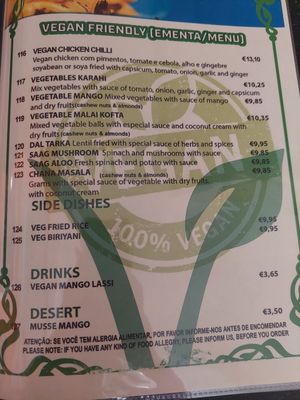 VEGAN FRIENDLY (EMENTA/MENU)
116 VEGAN CHICKEN CHILLI
Vegan chicken com pimentos, tomate e cebola, alho e gingebre €13,10
soyabean or soya fried with capsicum, tomato, onion, garlic and ginger
117 VEGETABLES KARAHI
Mix vegetables with sauce of tomato, onion, garlic, ginger and capsicum €10,25
118 VEGETABLE MANGO Mixed vegetables with sauce of mango €9,85
and dry fruits (cashew nuts & almonds)
119 VEGETABLE MALAI KOFTA €10,35
Mixed vegetable balls with especial sauce and coconut cream with
dry fruits (cashew nuts & almonds)
120 DAL TARKA Lentil fried with special sauce of herbs and spices €9,95
121 SAAG MUSHROOM Spinach and mushrooms with sauce €9,85
122 SAAG ALOO Fresh spinach and potato with sauce €9,85
123 CHANA MASALA (cashew nuts & almonds) €9,85
Grams with special sauce of vegetable with dry fruits,
with coconut cream
100% VEGAN
SIDE DISHES
124 VEG FRIED RICE €9,95
125 VEG BIRIYANI €9,95
DRINKS
126 VEGAN MANGO LASSI €3,65
DESERT
MUSSE MANGO €3,50
ATENÇÃO: SE VOCÊ TEM ALERGIA ALIMENTAR, POR FAVOR INFORME-NOS ANTES DE ENCOMENDAR
PLEASE NOTE: IF YOU HAVE ANY KIND OF FOOD ALLEGRY, PLEASE INFORM US, BEFORE YOU ORDER